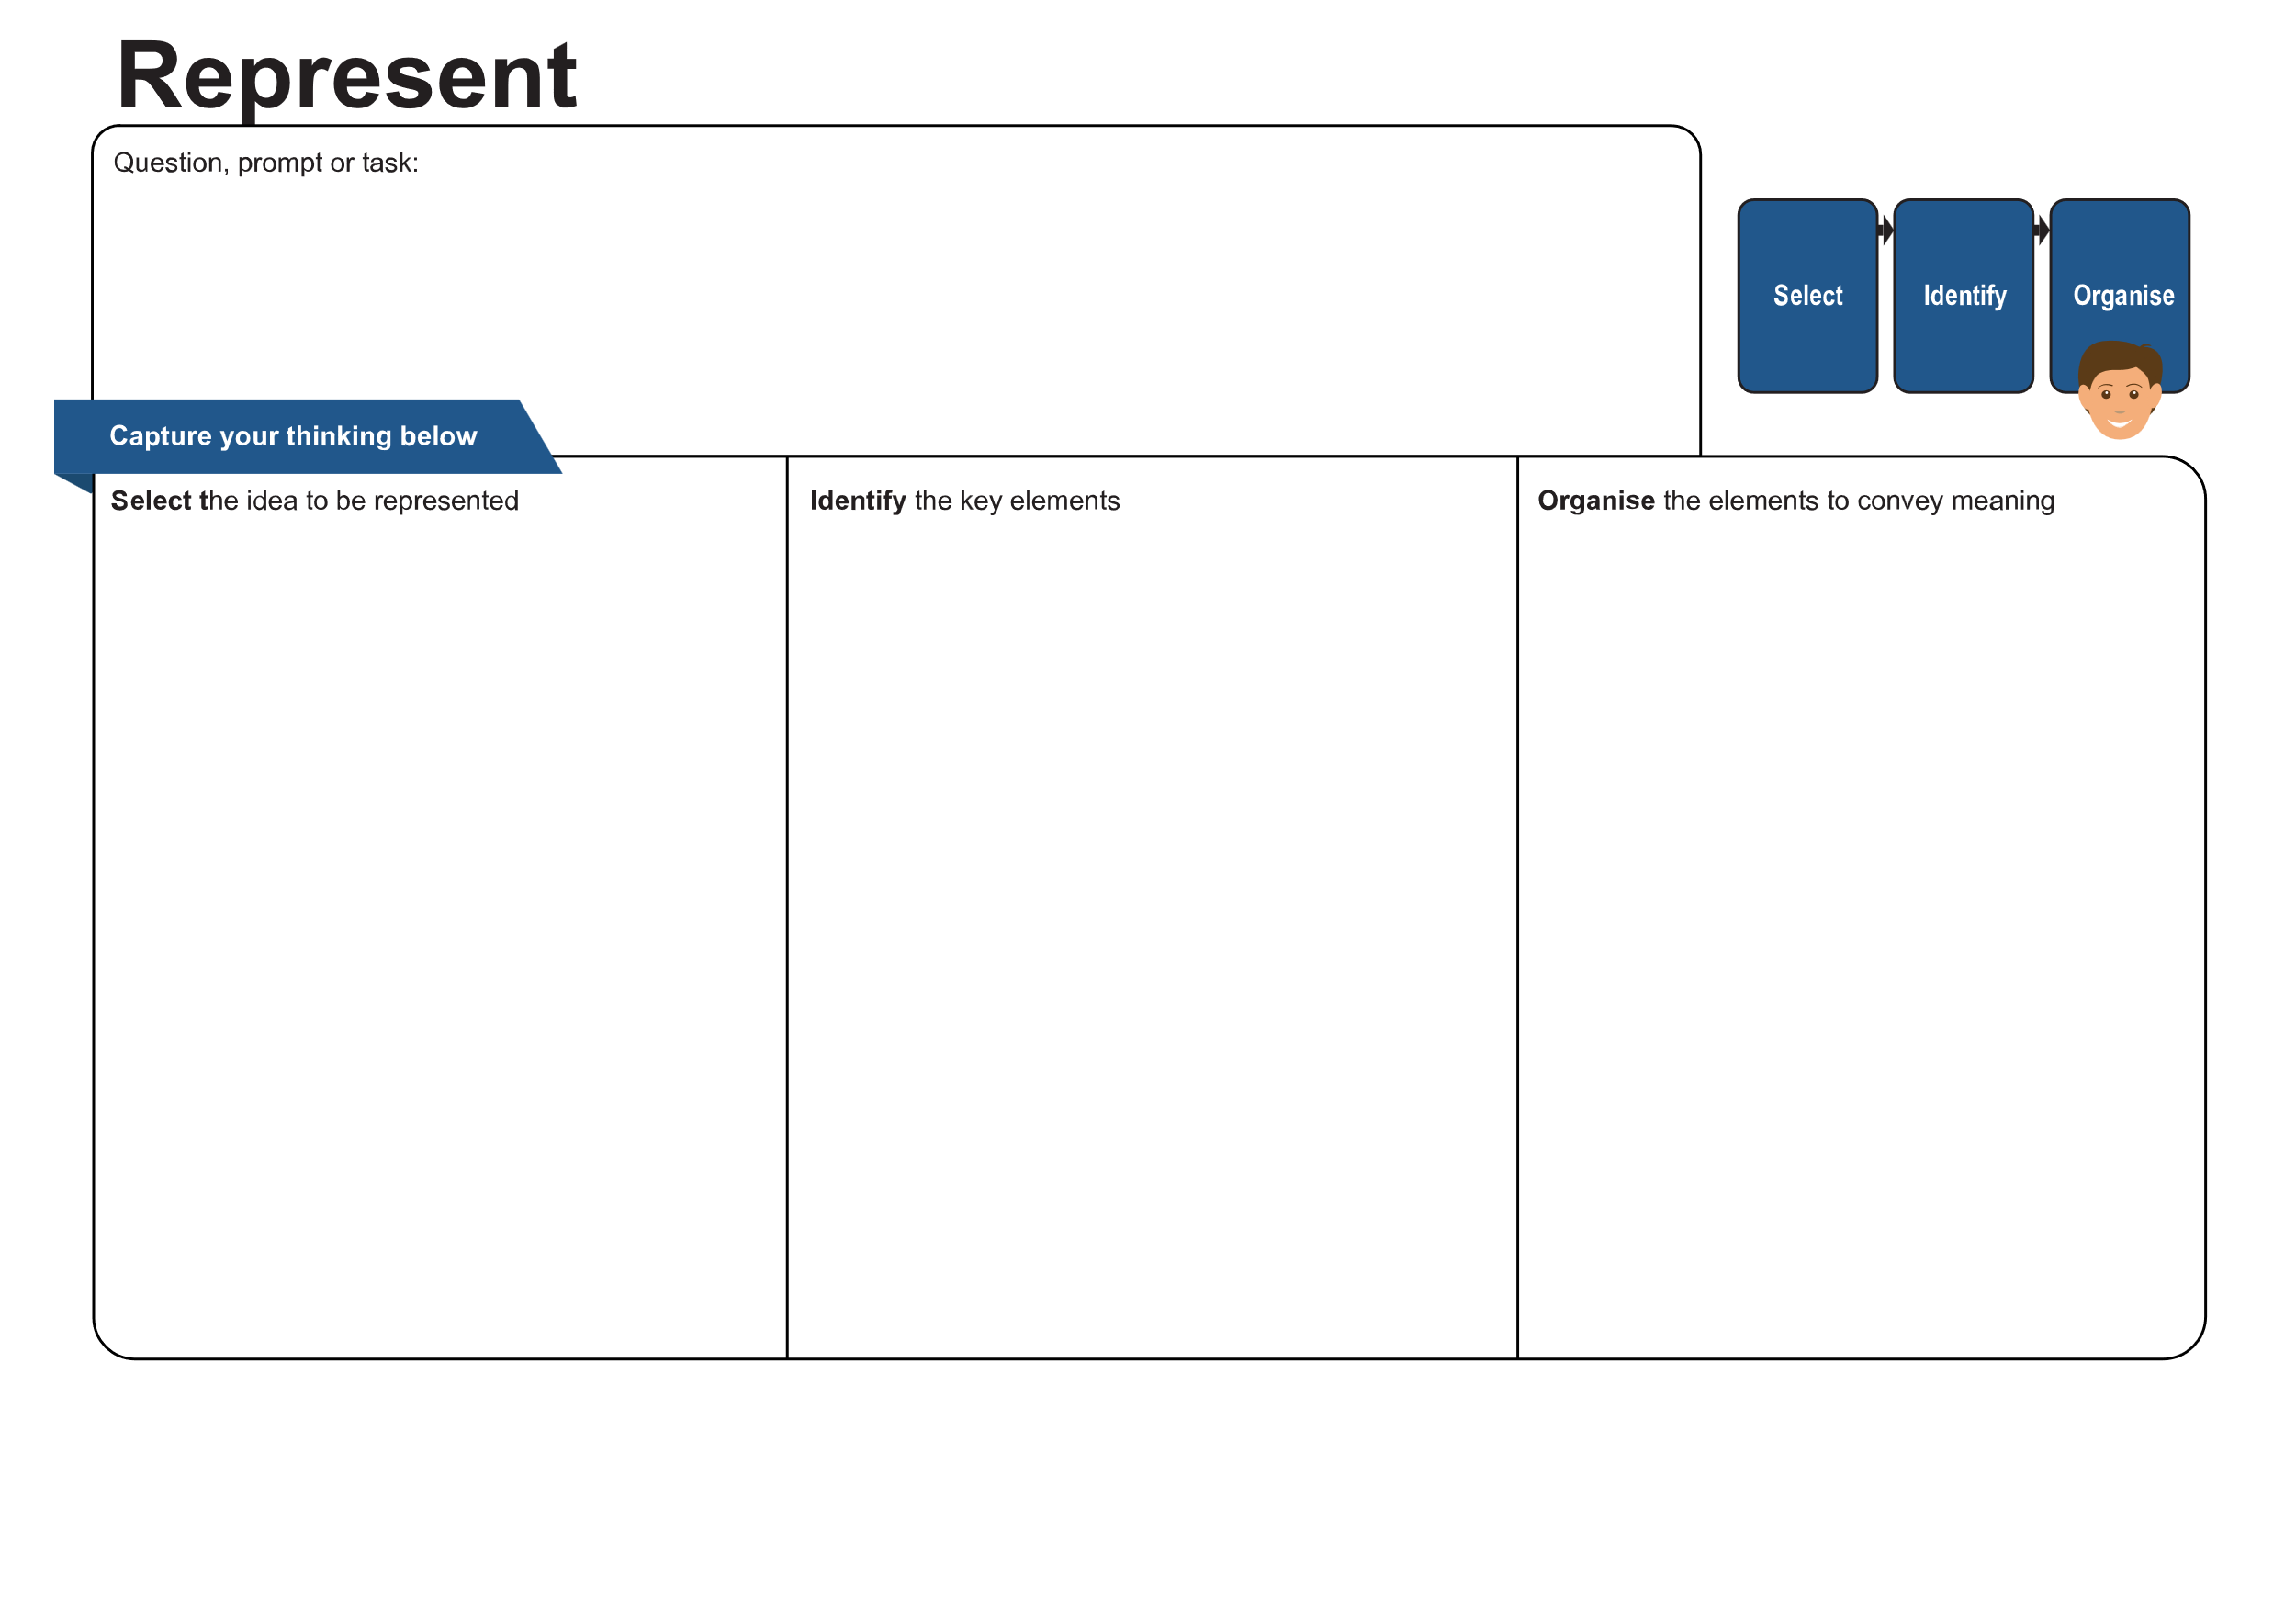 Represent
Question, prompt or task:
Select
Identify
Organise
Capture your thinking below
Select the idea to be represented
Identify the key elements
Organise the elements to convey meaning